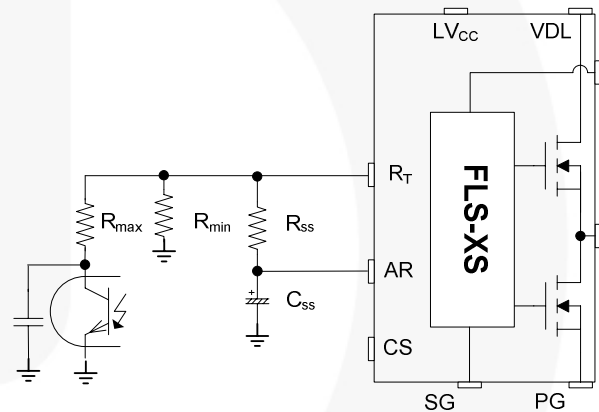 LVCC
VDL
RT
Rmax
Rmin
Rss
FLS-XS
AR
+
Css
CS
SG
PG